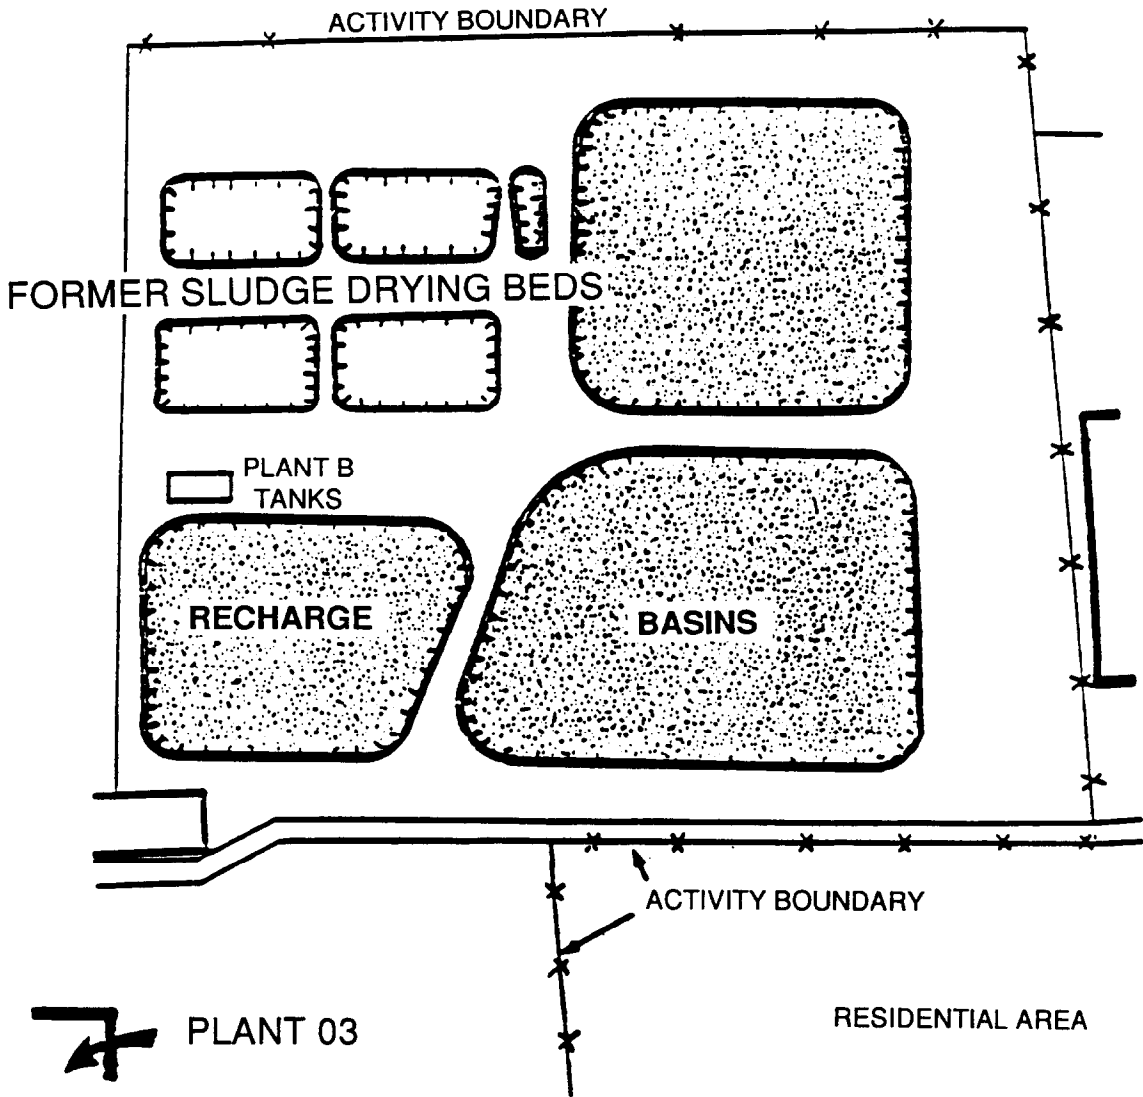 ACTIVITY BOUNDARY
FORMER SLUDGE DRYING BEDS
PLANT B
TANKS
RECHARGE
BASINS
ACTIVITY BOUNDARY
PLANT 03
RESIDENTIAL AREA